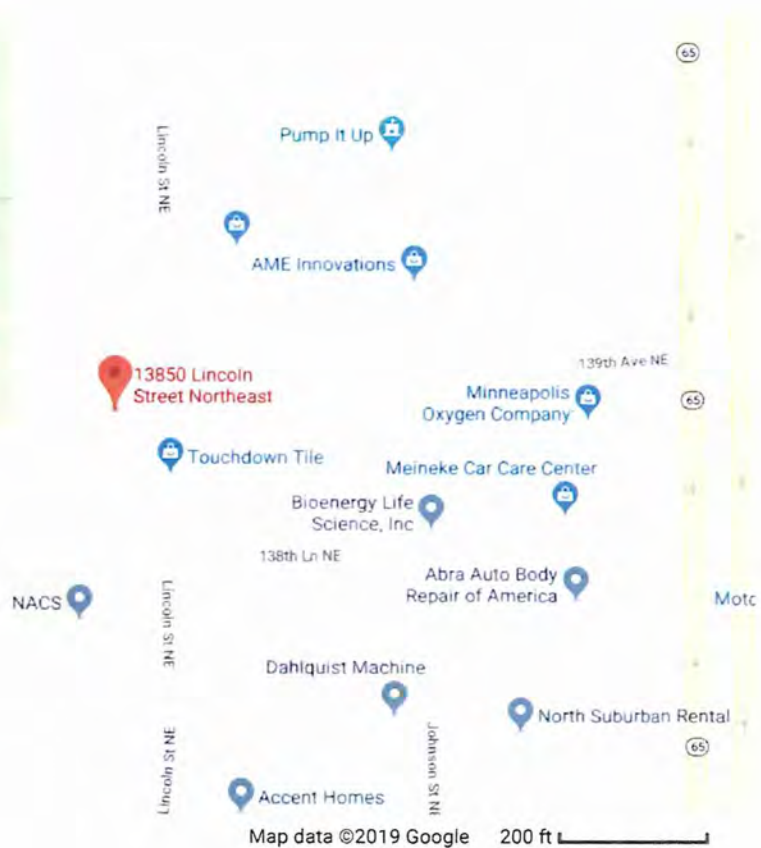 65
Lincoln St NE
Pump It Up
AME Innovations
139th Ave NE
13850 Lincoln
Street Northeast
Minneapolis
Oxygen Company
65
Touchdown Tile
Meineke Car Care Center
Bioenergy Life
Science, Inc
138th Ln NE
Abra Auto Body
Repair of America
NACS
Lincoln St NE
Motc
Dahlquist Machine
North Suburban Rental
Lincoln St NE
Johnson St NE
65
Accent Homes
Map data ©2019 Google
200 ft